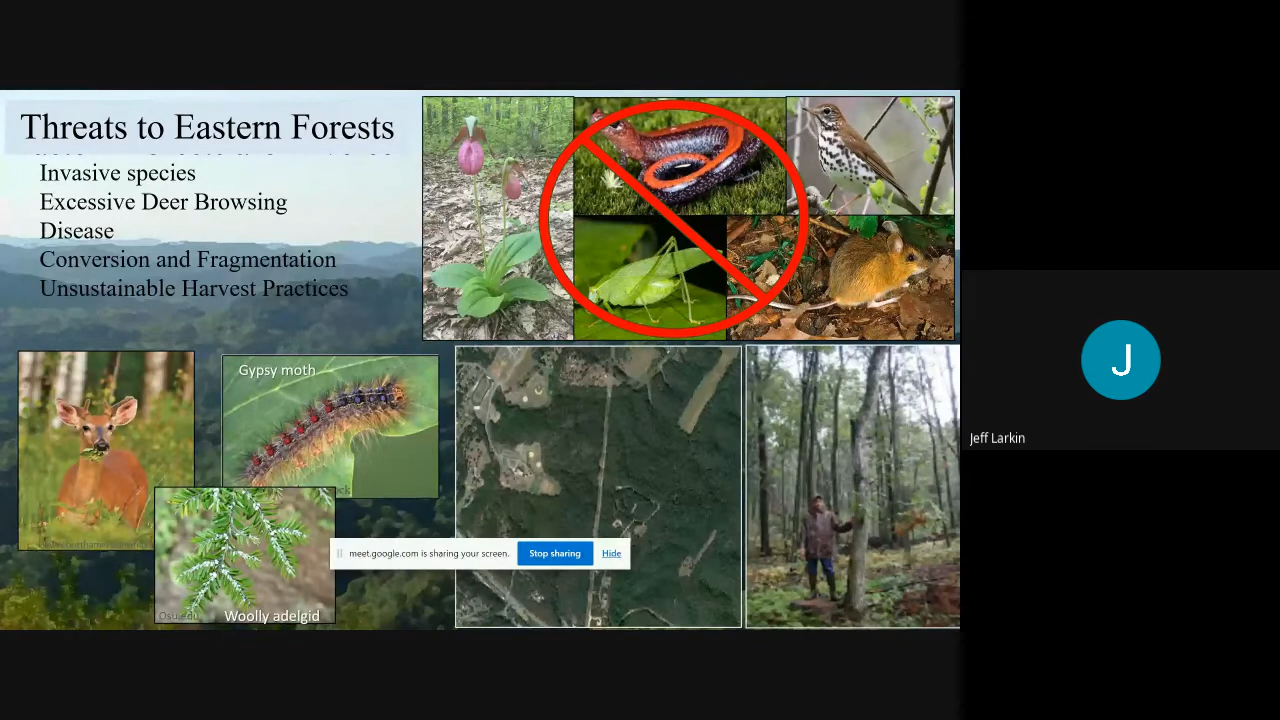 Threats to Eastern Forests
Invasive species
Excessive Deer Browsing
Disease
Conversion and Fragmentation
Unsustainable Harvest Practices
Gypsy moth
Woolly adelgid
meet.google.com is sharing your screen.
Stop sharing
Hide
J
Jeff Larkin